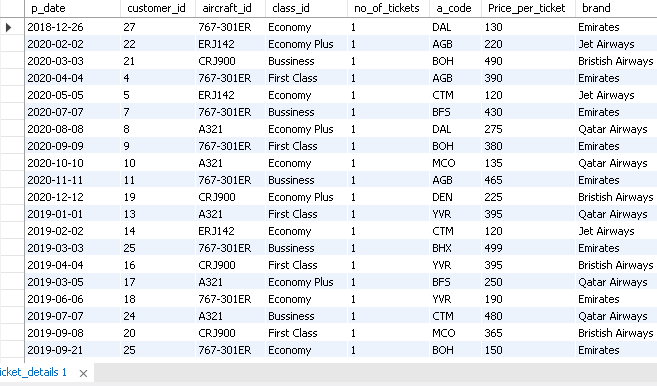 p_date customer_id aircraft_id class_id no_of_tickets a_code Price_per_ticket brand
2018-12-26 27 767-301ER Economy 1 DAL 130 Emirates
2020-02-02 22 ERJ142 Economy Plus 1 AGB 220 Jet Airways
2020-03-03 21 CRJ900 Bussiness 1 BOH 490 Bristish Airways
2020-04-04 4 767-301ER First Class 1 AGB 390 Emirates
2020-05-05 5 ERJ142 Economy 1 CTM 120 Jet Airways
2020-07-07 7 767-301ER Bussiness 1 BFS 430 Emirates
2020-08-08 8 A321 Economy Plus 1 DAL 275 Qatar Airways
2020-09-09 9 767-301ER First Class 1 BOH 380 Emirates
2020-10-10 10 A321 Economy 1 MCO 135 Qatar Airways
2020-11-11 11 767-301ER Bussiness 1 AGB 465 Emirates
2020-12-12 19 CRJ900 Economy Plus 1 DEN 225 Bristish Airways
2019-01-01 13 A321 First Class 1 YVR 395 Qatar Airways
2019-02-02 14 ERJ142 Economy 1 CTM 120 Jet Airways
2019-03-03 25 767-301ER Bussiness 1 BHX 499 Emirates
2019-04-04 16 CRJ900 First Class 1 YVR 395 Bristish Airways
2019-03-05 17 A321 Economy Plus 1 BFS 250 Qatar Airways
2019-06-06 18 767-301ER Economy 1 YVR 190 Emirates
2019-07-07 24 A321 Bussiness 1 CTM 480 Qatar Airways
2019-09-08 20 CRJ900 First Class 1 MCO 365 Bristish Airways
2019-09-21 25 767-301ER Economy 1 BOH 150 Emirates
icket_details 1